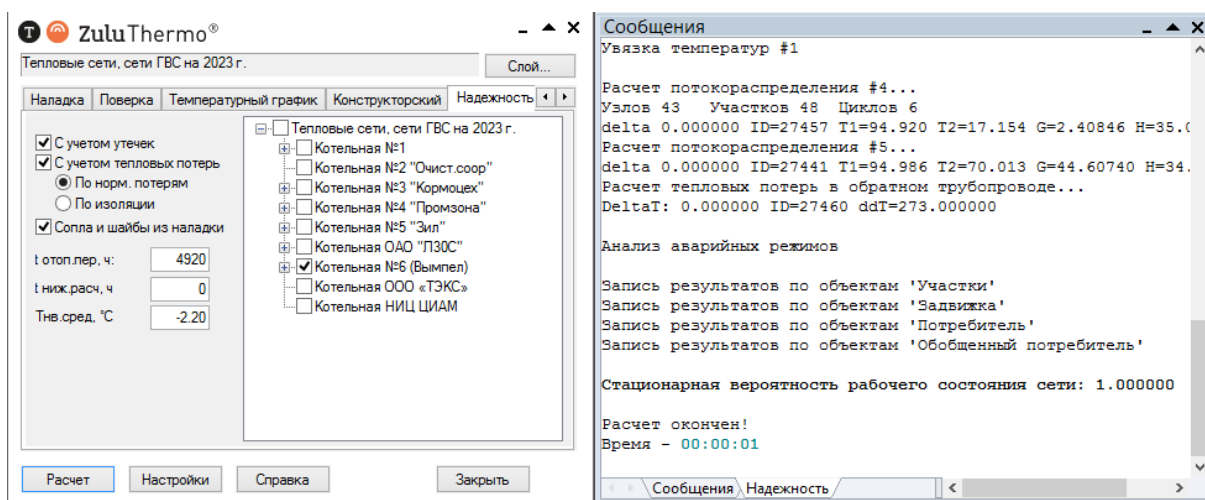 ZuluThermo®
Тепловые сети, сети ГВС на 2023 г.
Слой...
Наладка
Поверка
Температурный график
Конструкторский
Надежность
С учетом утечек
С учетом тепловых потерь
По норм. потерям
По изоляции
Сопла и шайбы из наладки
t отоп.пер, ч: 4920
t ниж.расч, ч 0
Тнв.сред, °С -2.20
Тепловые сети, сети ГВС на 2023 г.
Котельная №1
Котельная №2 "Очист.соор"
Котельная №3 "Кормоцех"
Котельная №4 "Промзона"
Котельная №5 "Зил"
Котельная ОАО "ЛЗОС"
Котельная №6 (Вымпел)
Котельная ООО «ТЭКС»
Котельная НИЦ ЦИАМ
Расчет
Настройки
Справка
Закрыть
Сообщения
Увязка температур #1
Расчет потокораспределения #4...
Узлов 43 Участков 48 Циклов 6
delta 0.000000 ID=27457 T1=94.920 T2=17.154 G=2.40846 H=35.0
Расчет потокораспределения #5...
delta 0.000000 ID=27441 T1=94.986 T2=70.013 G=44.60740 H=34.
Расчет тепловых потерь в обратном трубопроводе...
DeltaT: 0.000000 ID=27460 ddT=273.000000
Анализ аварийных режимов
Запись результатов по объектам 'Участки'
Запись результатов по объектам 'Задвижка'
Запись результатов по объектам 'Потребитель'
Запись результатов по объектам 'Обобщенный потребитель'
Стационарная вероятность рабочего состояния сети: 1.000000
Расчет окончен!
Время - 00:00:01
Сообщения
Надежность